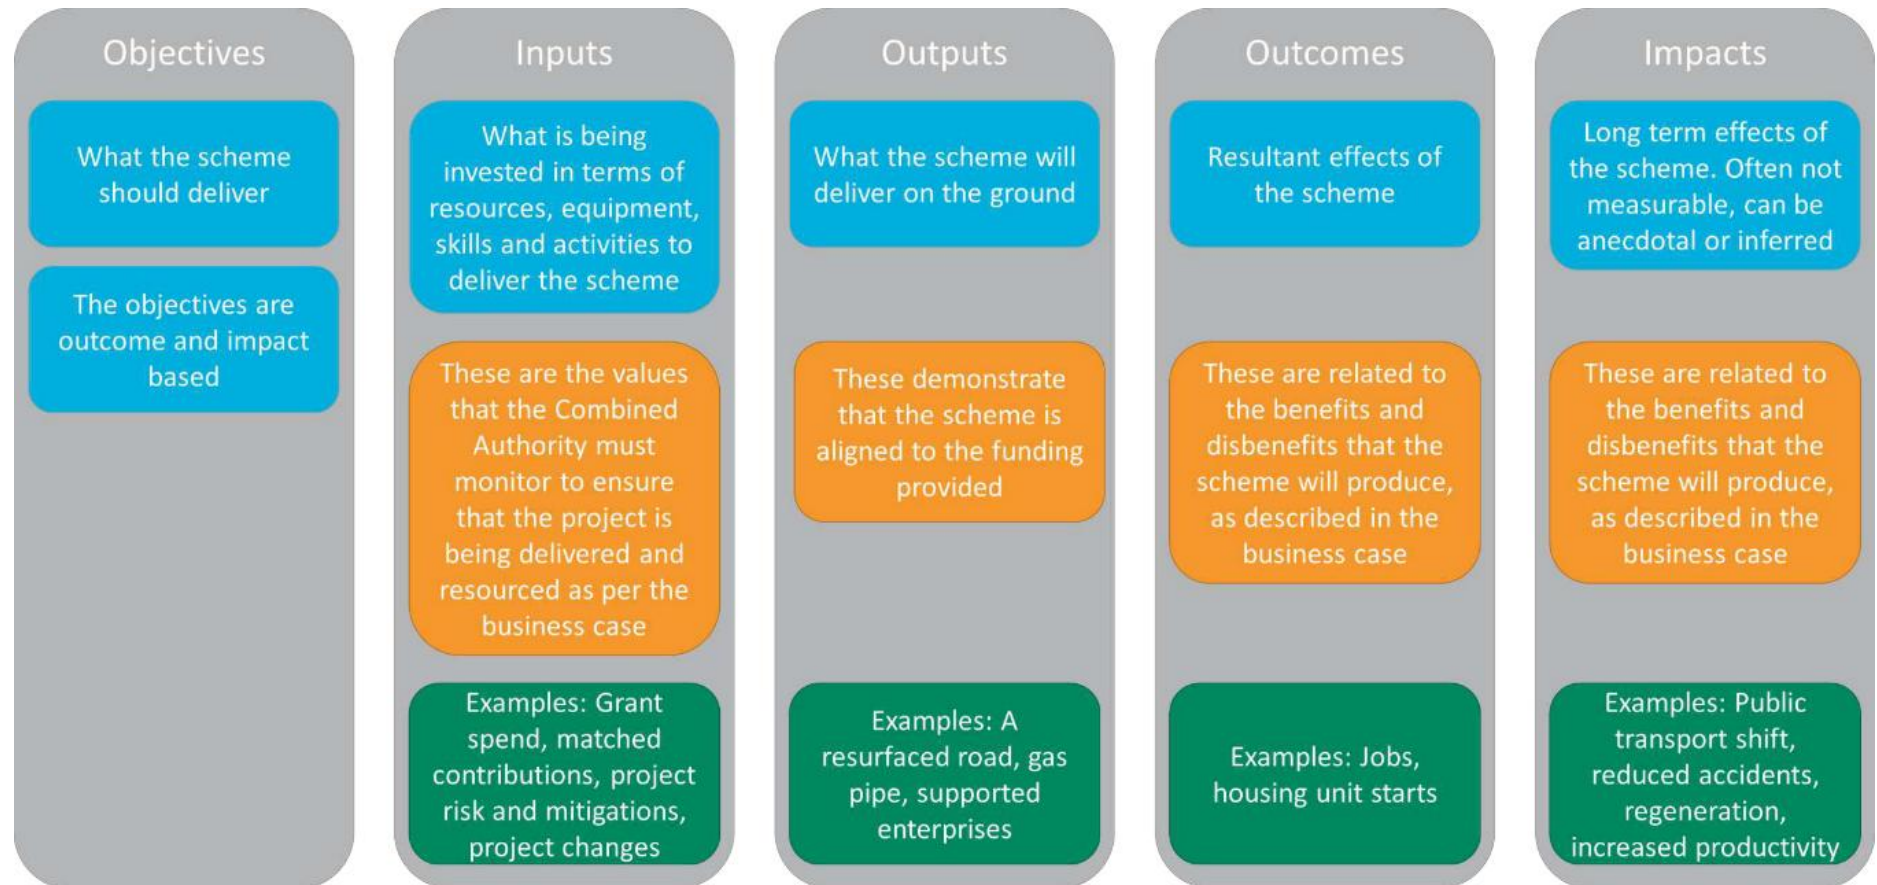 Objectives
What the scheme
should deliver
The objectives are
outcome and impact
based
Inputs
What is being
invested in terms of
resources, equipment,
skills and activities to
deliver the scheme
These are the values
that the Combined
Authority must
monitor to ensure
that the project is
being delivered and
resourced as per the
business case
Examples: Grant
spend, matched
contributions, project
risk and mitigations,
project changes
Outputs
What the scheme will
deliver on the ground
These demonstrate
that the scheme is
aligned to the funding
provided
Examples: A
resurfaced road, gas
pipe, supported
enterprises
Outcomes
Resultant effects of
the scheme
These are related to
the benefits and
disbenefits that the
scheme will produce,
as described in the
business case
Examples: Jobs,
housing unit starts
Impacts
Long term effects of
the scheme. Often not
measurable, can be
anecdotal or inferred
These are related to
the benefits and
disbenefits that the
scheme will produce,
as described in the
business case
Examples: Public
transport shift,
reduced accidents,
regeneration,
increased productivity